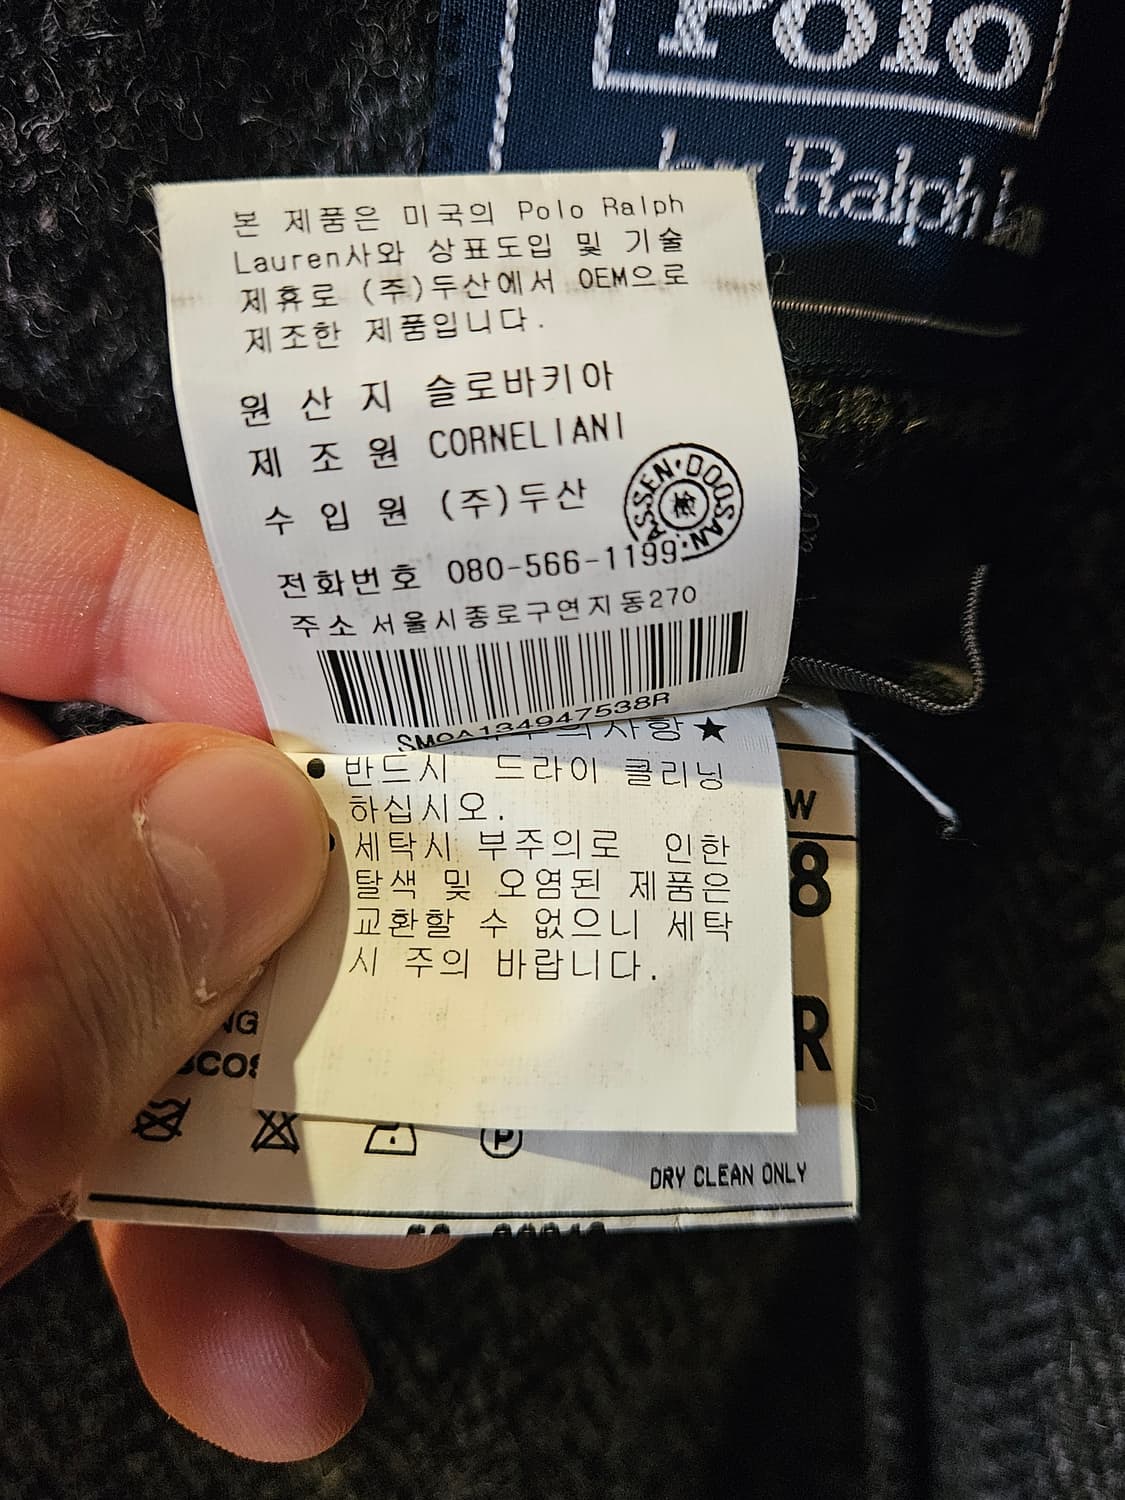 Polo
by Ralph
본 제품은 미국의 Polo Ralph
Lauren사와 상표도입 및 기술
제휴로 (주)두산에서 OEM으로
제조한 제품입니다.
원 산 지 슬로바키아
제 조 원 CORNELIANI
수 입 원 (주)두산
ASSEN·DOOSAN·
전화번호 080-566-1199
주소 서울시종로구연지동270
SMOA134947538R
의사항★
● 반드시 드라이 클리닝
하십시오.
● 세탁시 부주의로 인한
탈색 및 오염된 제품은
교환할 수 없으니 세탁
시 주의 바랍니다.
W
8
R
DRY CLEAN ONLY